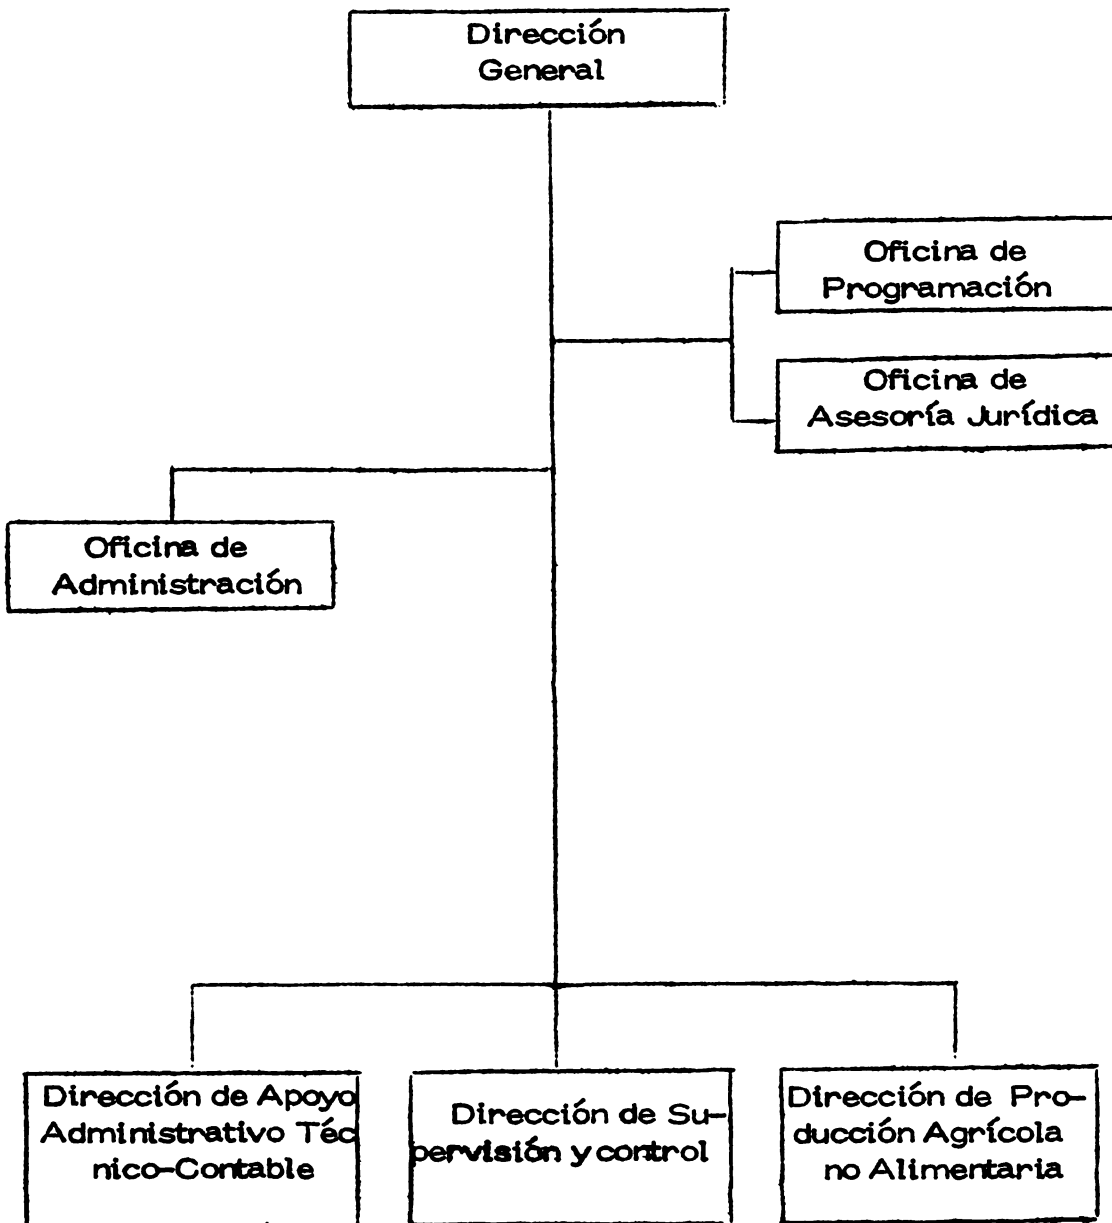 Dirección
General
Oficina de
Programación
Oficina de
Asesoría Jurídica
Oficina de
Administración
Dirección de Apoyo
Administrativo Téc
nico-Contable
Dirección de Su-
pervisión y control
Dirección de Pro-
ducción Agrícola
no Alimentaria